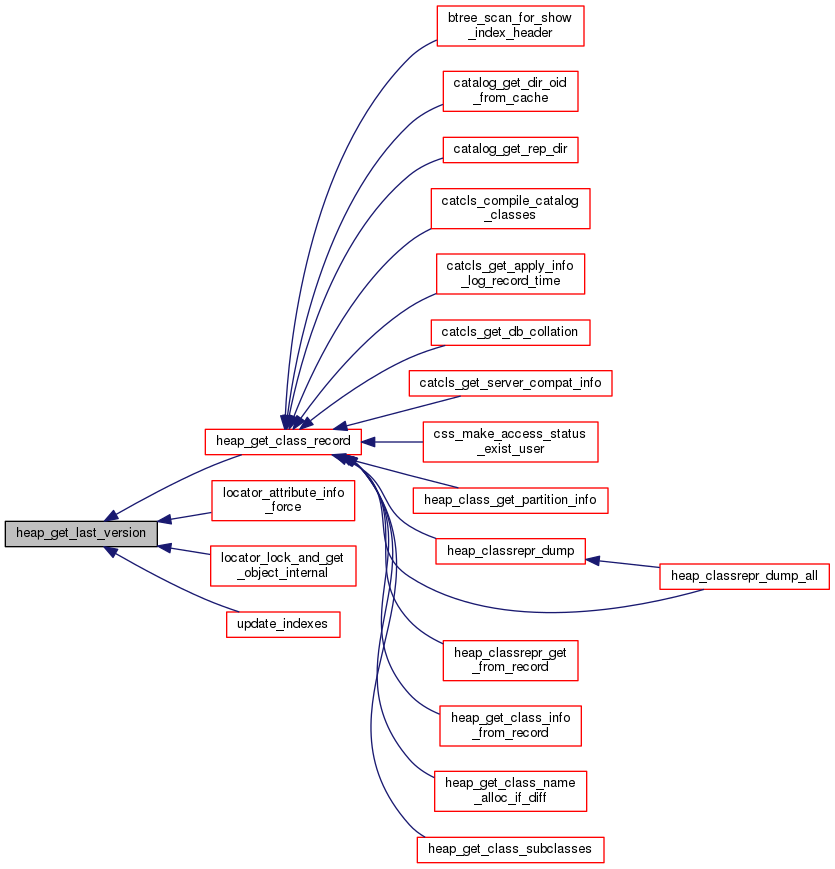 btree_scan_for_show
_index_header
catalog_get_dir_oid
_from_cache
catalog_get_rep_dir
catcls_compile_catalog
_classes
catcls_get_apply_info
_log_record_time
catcls_get_db_collation
catcls_get_server_compat_info
heap_get_class_record
css_make_access_status
_exist_user
heap_class_get_partition_info
locator_attribute_info
_force
heap_get_last_version
heap_classrepr_dump
locator_lock_and_get
_object_internal
heap_classrepr_dump_all
update_indexes
heap_classrepr_get
_from_record
heap_get_class_info
_from_record
heap_get_class_name
_alloc_if_diff
heap_get_class_subclasses